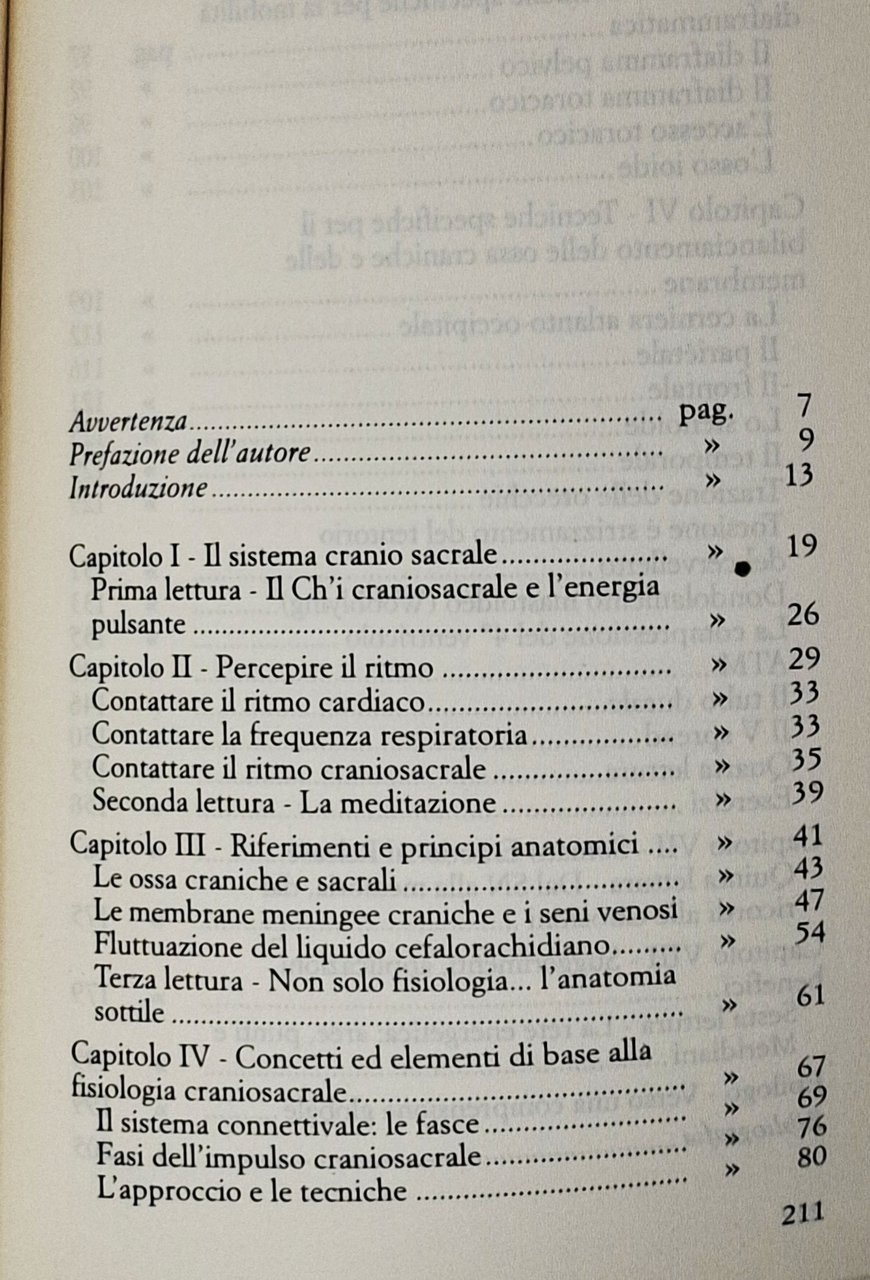 Avvertenza.................................................................. pag. 7
Prefazione dell'autore.................................................. » 9
Introduzione................................................................ » 13
Capitolo I - Il sistema cranio sacrale..................... » 19
Prima lettura - Il Ch'i craniosacrale e l'energia
pulsante ............................................................... » 26
Capitolo II - Percepire il ritmo .............................. » 29
Contattare il ritmo cardiaco................................ » 33
Contattare la frequenza respiratoria.................. » 33
Contattare il ritmo craniosacrale ....................... » 35
Seconda lettura - La meditazione ...................... » 39
Capitolo III - Riferimenti e principi anatomici .... » 41
Le ossa craniche e sacrali ................................... » 43
Le membrane meningee craniche e i seni venosi » 47
Fluttuazione del liquido cefalorachidiano......... » 54
Terza lettura - Non solo fisiologia... l'anatomia
sottile ................................................................. » 61
Capitolo IV - Concetti ed elementi di base alla
fisiologia craniosacrale........................................... » 67
Il sistema connettivale: le fasce .......................... » 69
Fasi dell'impulso craniosacrale.......................... » 76
L'approccio e le tecniche ................................... » 80
211